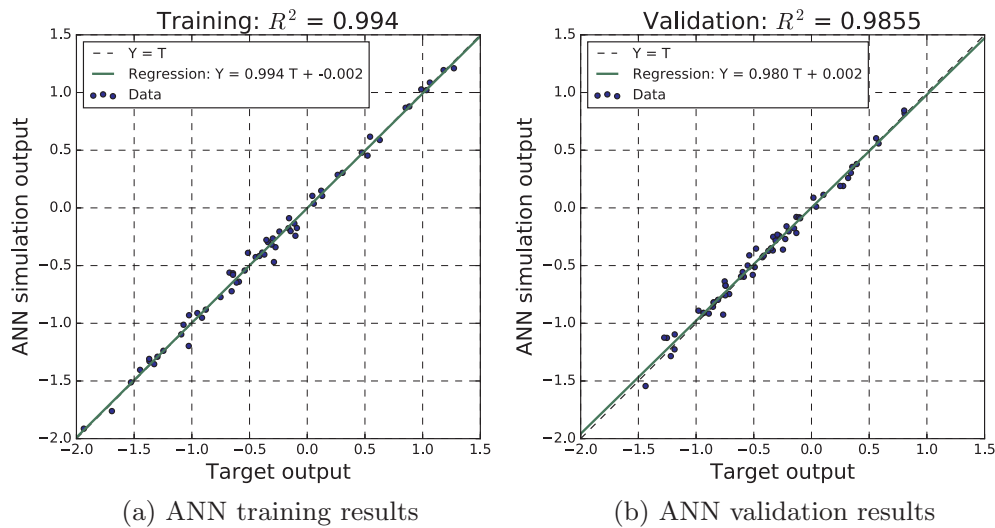 Training: R² = 0.994
1.5
1.0
0.5
0.0
−0.5
−1.0
−1.5
−2.0
ANN simulation output
Y = T
Regression: Y = 0.994 T + -0.002
Data
−2.0 −1.5 −1.0 −0.5 0.0 0.5 1.0 1.5
Target output
(a) ANN training results
Validation: R² = 0.9855
1.5
1.0
0.5
0.0
−0.5
−1.0
−1.5
−2.0
ANN simulation output
Y = T
Regression: Y = 0.980 T + 0.002
Data
−2.0 −1.5 −1.0 −0.5 0.0 0.5 1.0 1.5
Target output
(b) ANN validation results